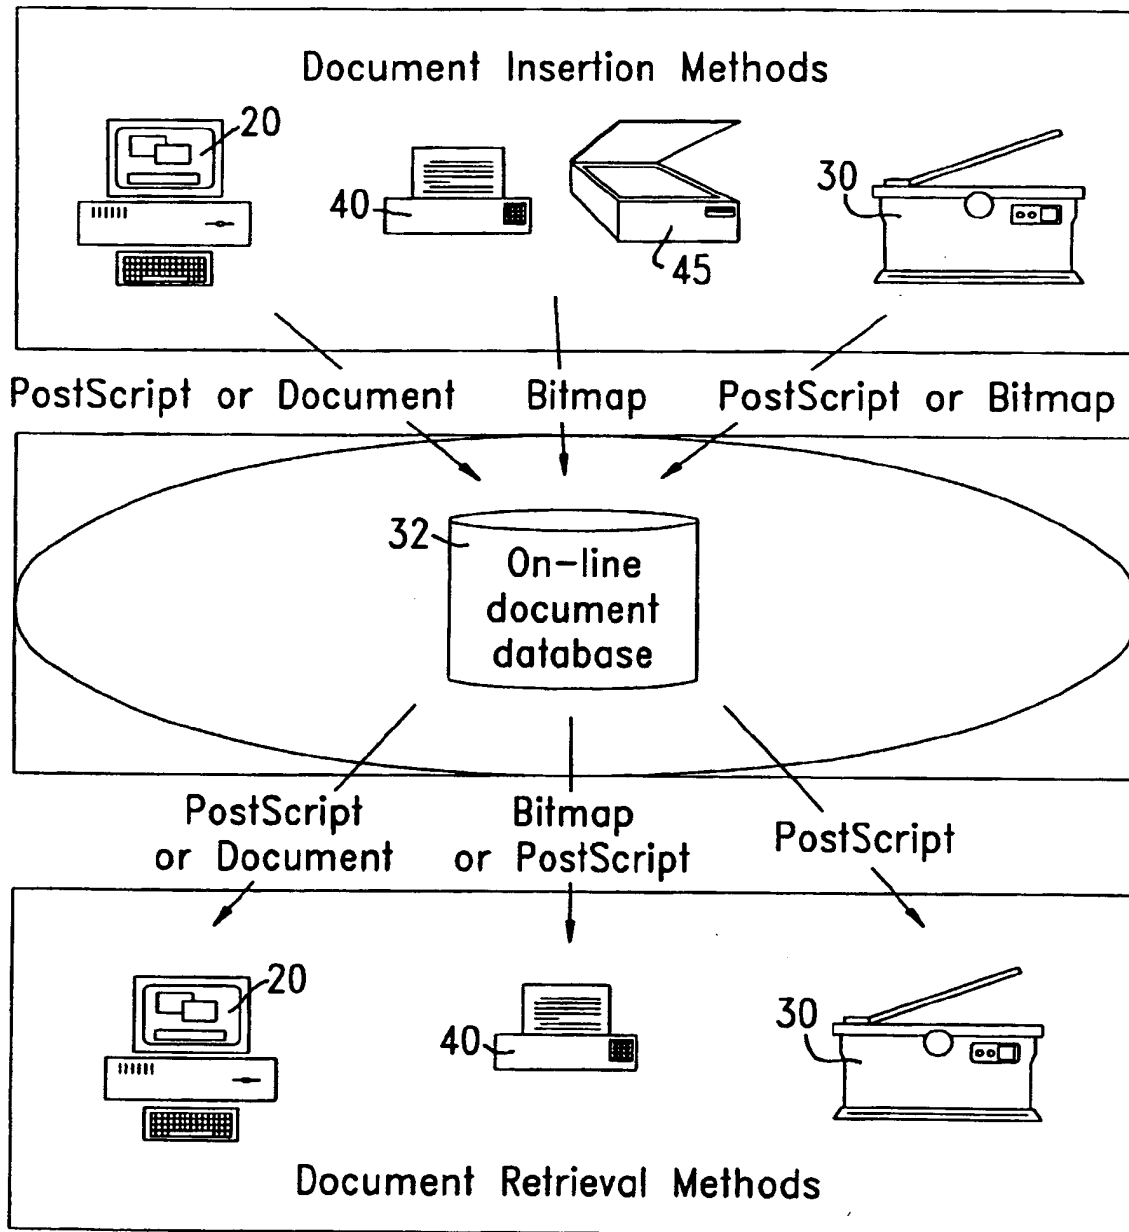 Document Insertion Methods
20
40
45
30
PostScript or Document
Bitmap
PostScript or Bitmap
32
On-line
document
database
PostScript
or Document
Bitmap
or PostScript
PostScript
20
40
30
Document Retrieval Methods